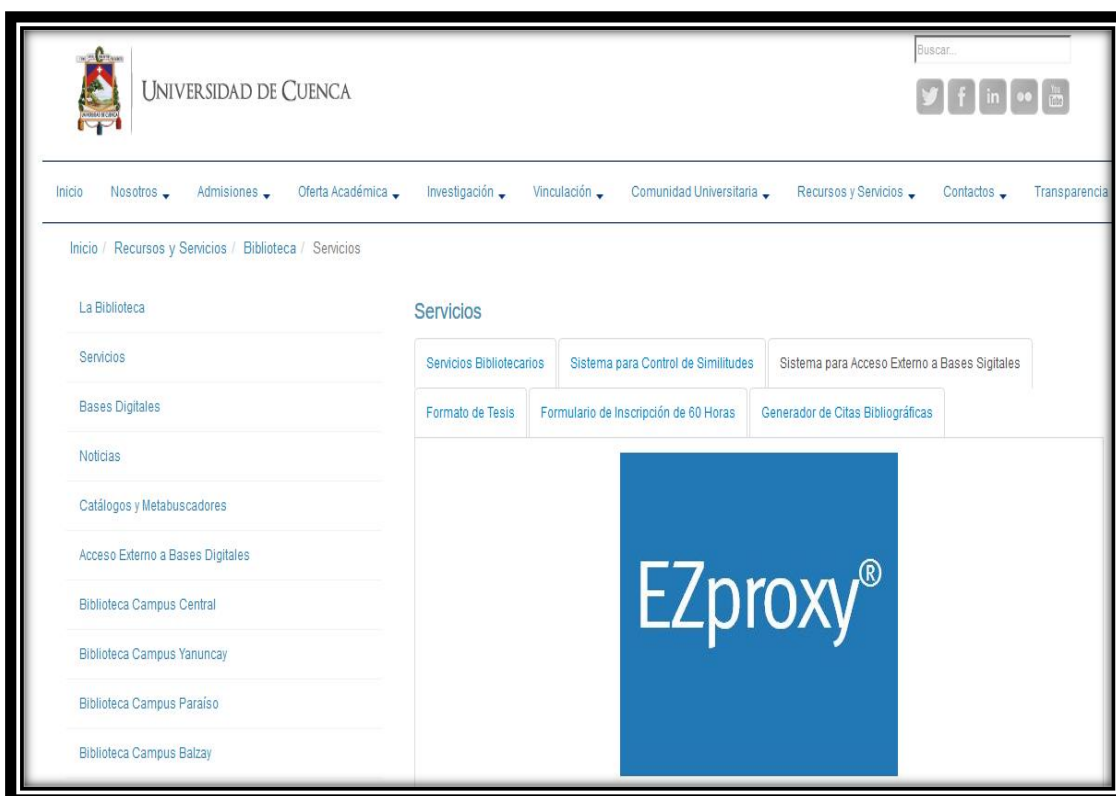 Buscar...
UNIVERSIDAD DE CUENCA
You
Tube
Inicio Nosotros Admisiones Oferta Académica Investigación Vinculación Comunidad Universitaria Recursos y Servicios Contactos Transparencia
Inicio / Recursos y Servicios / Biblioteca / Servicios
La Biblioteca
Servicios
Bases Digitales
Noticias
Catálogos y Metabuscadores
Acceso Externo a Bases Digitales
Biblioteca Campus Central
Biblioteca Campus Yanuncay
Biblioteca Campus Paraíso
Biblioteca Campus Balzay
Servicios
Servicios Bibliotecarios Sistema para Control de Similitudes Sistema para Acceso Externo a Bases Sigitales
Formato de Tesis Formulario de Inscripción de 60 Horas Generador de Citas Bibliográficas
EZproxy®